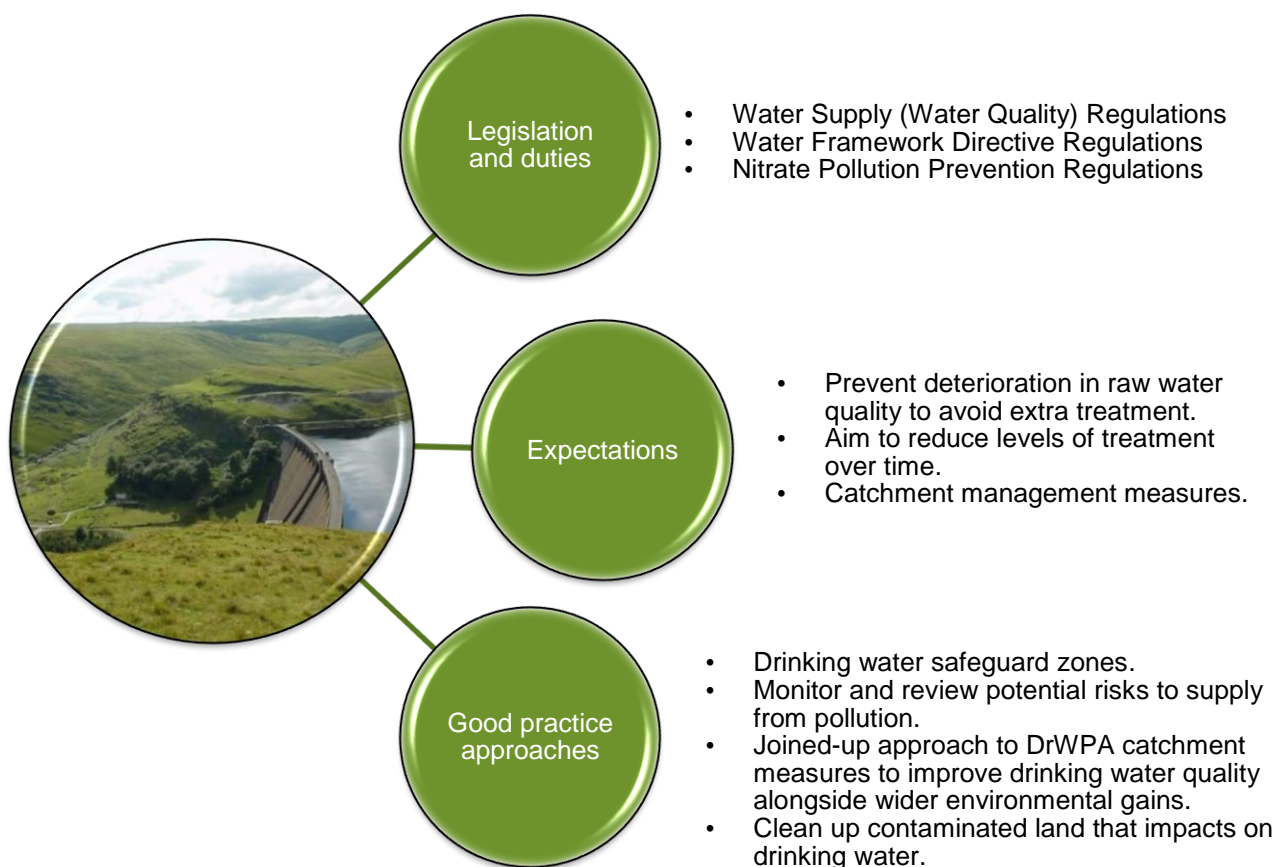 Legislation
and duties
• Water Supply (Water Quality) Regulations
• Water Framework Directive Regulations
• Nitrate Pollution Prevention Regulations
Expectations
• Prevent deterioration in raw water
quality to avoid extra treatment.
• Aim to reduce levels of treatment
over time.
• Catchment management measures.
Good practice
approaches
• Drinking water safeguard zones.
• Monitor and review potential risks to supply
from pollution.
• Joined-up approach to DrWPA catchment
measures to improve drinking water quality
alongside wider environmental gains.
• Clean up contaminated land that impacts on
drinking water.